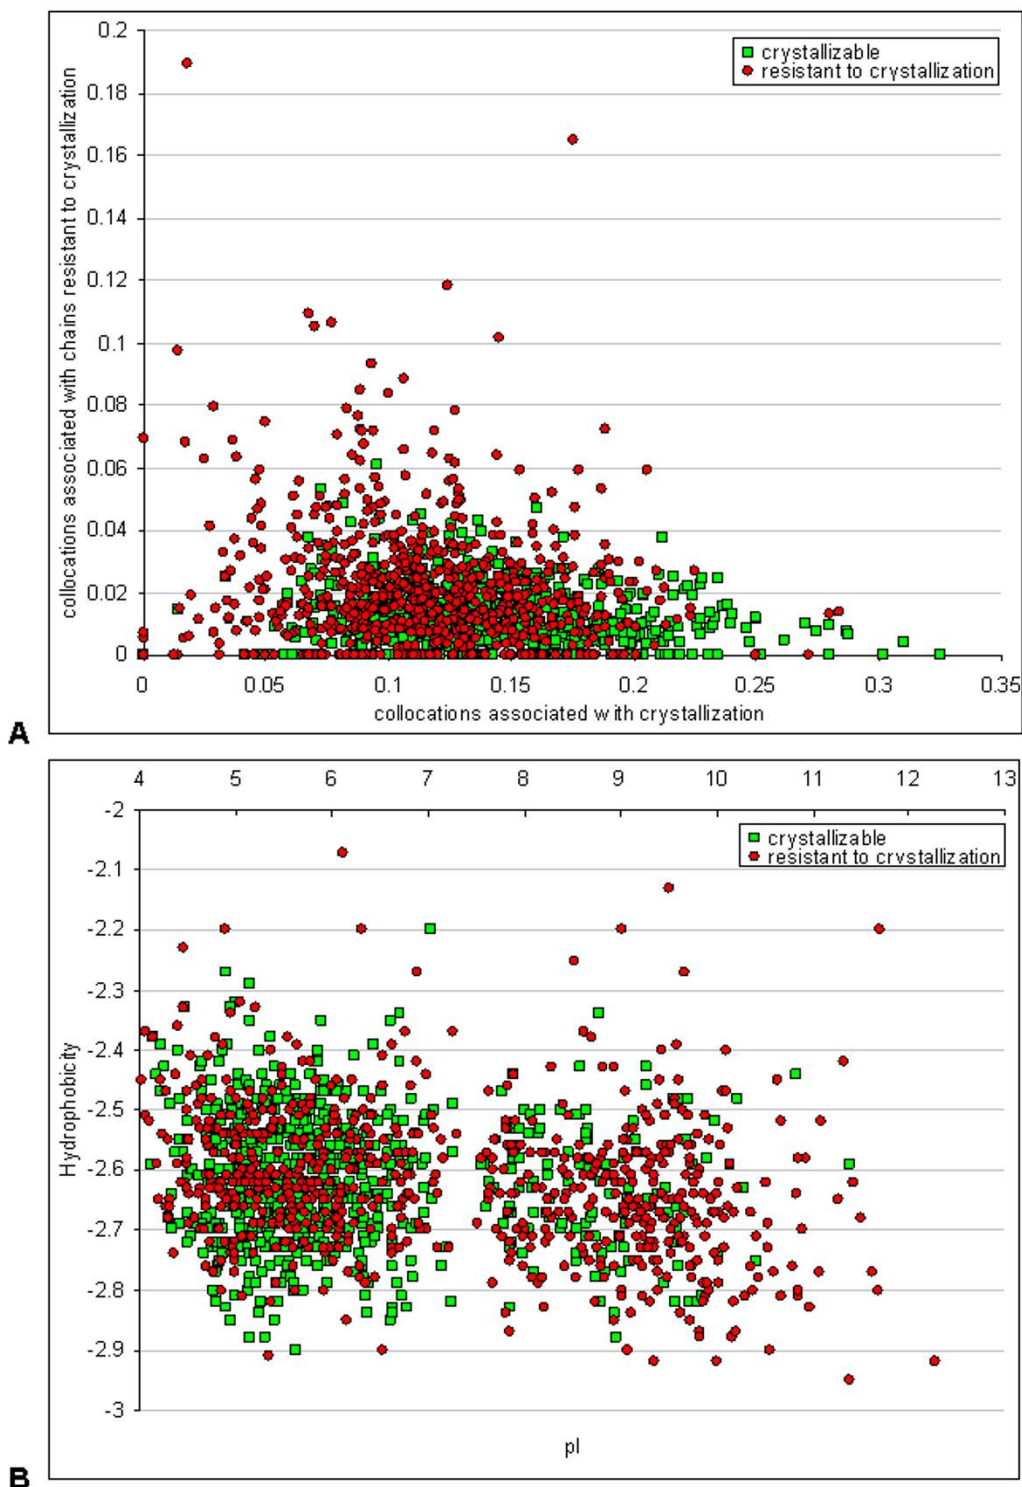 0.2
crystallizable
resistant to crystallization
0.18
0.16
0.14
0.12
0.1
0.08
0.06
0.04
0.02
0
collocations associated with chains resistant to crystallization
0 0.05 0.1 0.15 0.2 0.25 0.3 0.35
collocations associated with crystallization
A
4 5 6 7 8 9 10 11 12 13
-2
crystallizable
resistant to crystallization
-2.1
-2.2
-2.3
-2.4
-2.5
-2.6
-2.7
-2.8
-2.9
-3
Hydrophobicity
pI
B